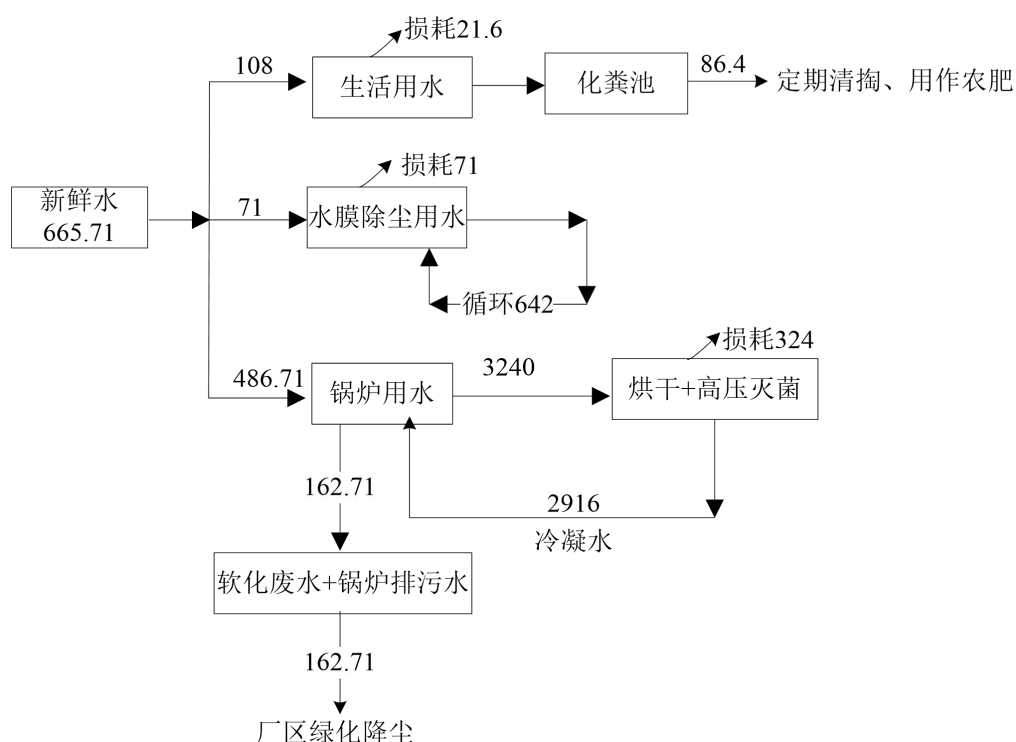 损耗21.6
108
生活用水
化粪池
86.4
定期清掏、用作农肥
新鲜水
665.71
损耗71
71
水膜除尘用水
循环642
损耗324
486.71
锅炉用水
3240
烘干+高压灭菌
162.71
2916
冷凝水
软化废水+锅炉排污水
162.71
厂区绿化降尘